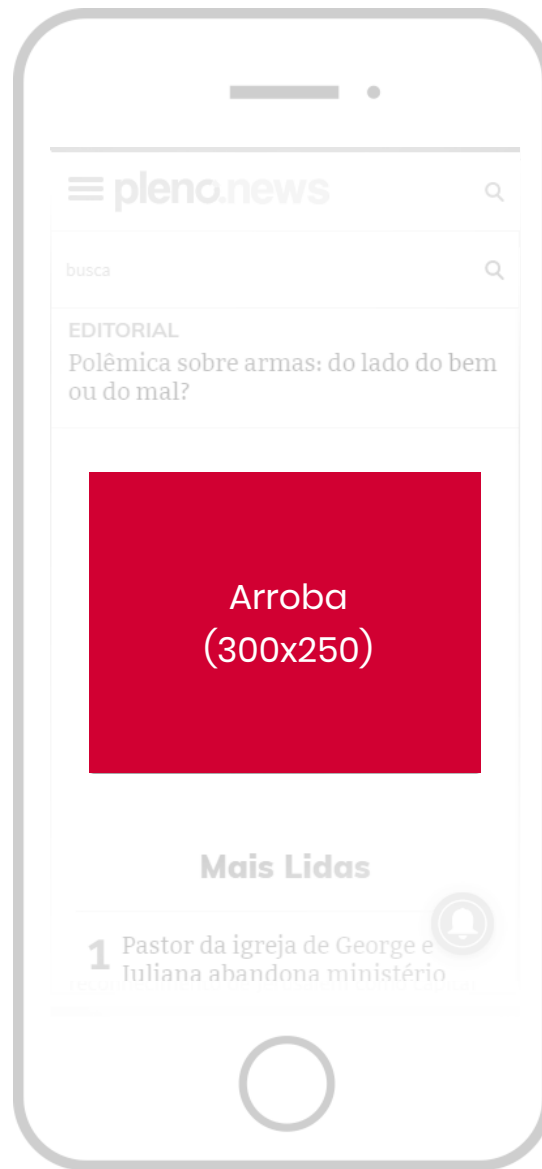 pleno.news
busca
EDITORIAL
Polêmica sobre armas: do lado do bem
ou do mal?
Arroba
(300x250)
Mais Lidas
1 Pastor da igreja de George e
Juliana abandona ministério